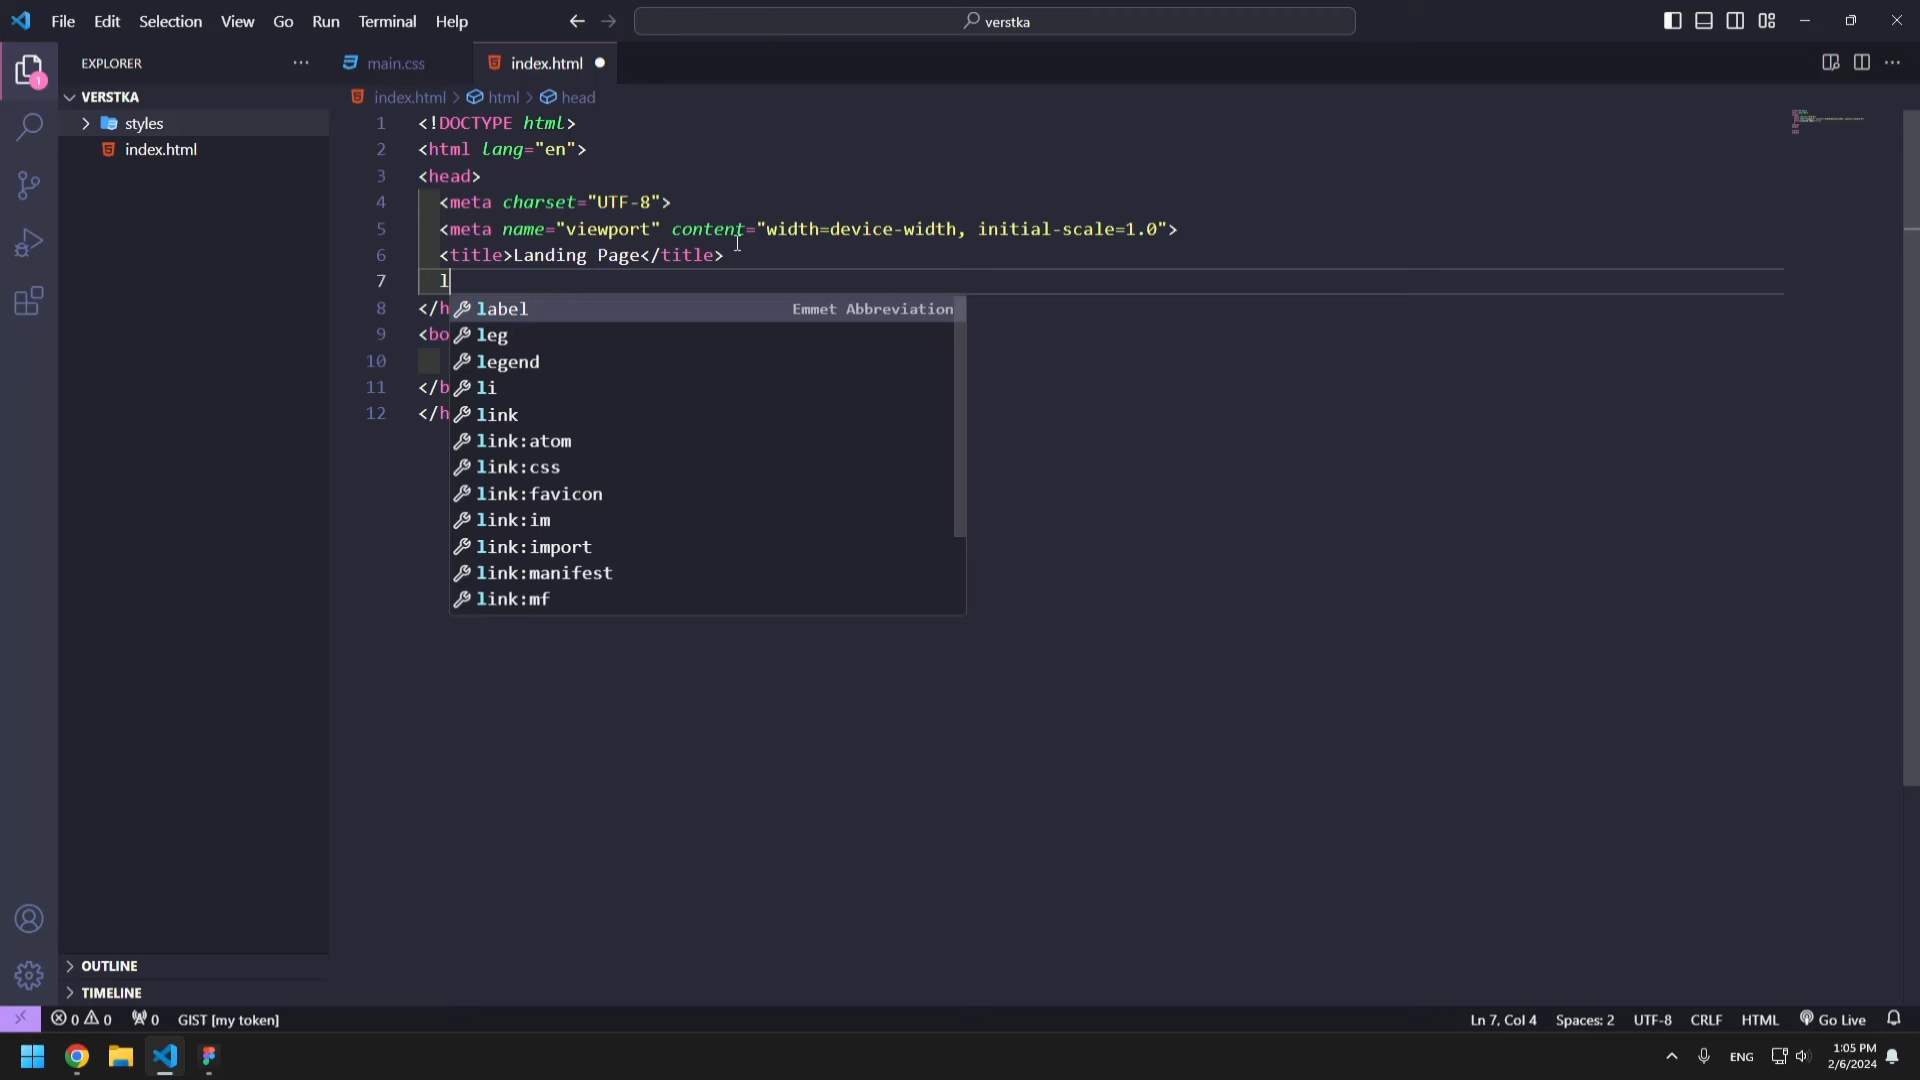 File Edit Selection View Go Run Terminal Help
verstka
EXPLORER
main.css
index.html
1
VERSTKA
index.html > html > head
styles
index.html
1 <!DOCTYPE html>
2 <html lang="en">
3 <head>
4 <meta charset="UTF-8">
5 <meta name="viewport" content="width=device-width, initial-scale=1.0">
6 <title>Landing Page</title>
7 l
8 </h
9 <bo
10
11 </b
12 </h
label Emmet Abbreviation
leg
legend
li
link
link:atom
link:css
link:favicon
link:im
link:import
link:manifest
link:mf
OUTLINE
TIMELINE
0 0 0 GIST [my token]
Ln 7, Col 4 Spaces: 2 UTF-8 CRLF HTML Go Live
ENG
1:05 PM
2/6/2024